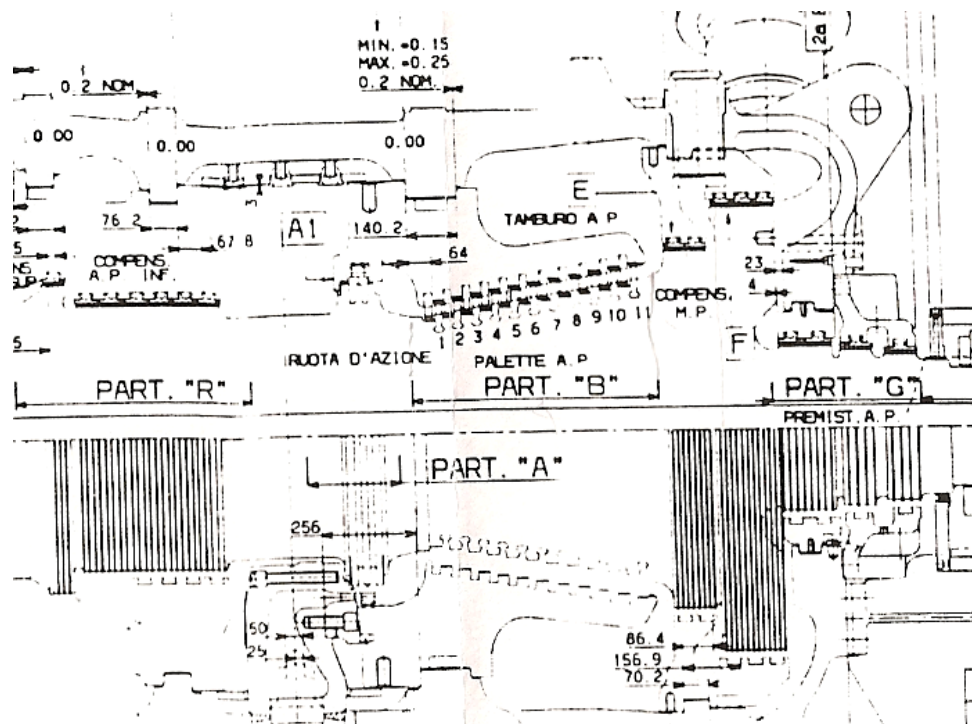 MIN. =0.15
MAX. =0.25
0.2 NOM.
0.2 NOM.
2a
0.00
0.00
0.00
3
E
76.2
A1
140.2
TAMBURO A P
67.8
COMPENS.
A.P INF.
64
23
4
COMPENS.
M.P
1 2 3 4 5 6 7 8 9 10 11
F
RUOTA D'AZIONE
PALETTE A.P
PART. "R"
PART. "B"
PART. "G"
PREMIST. A.P.
PART. "A"
256
50
25
86.4
156.9
70.2